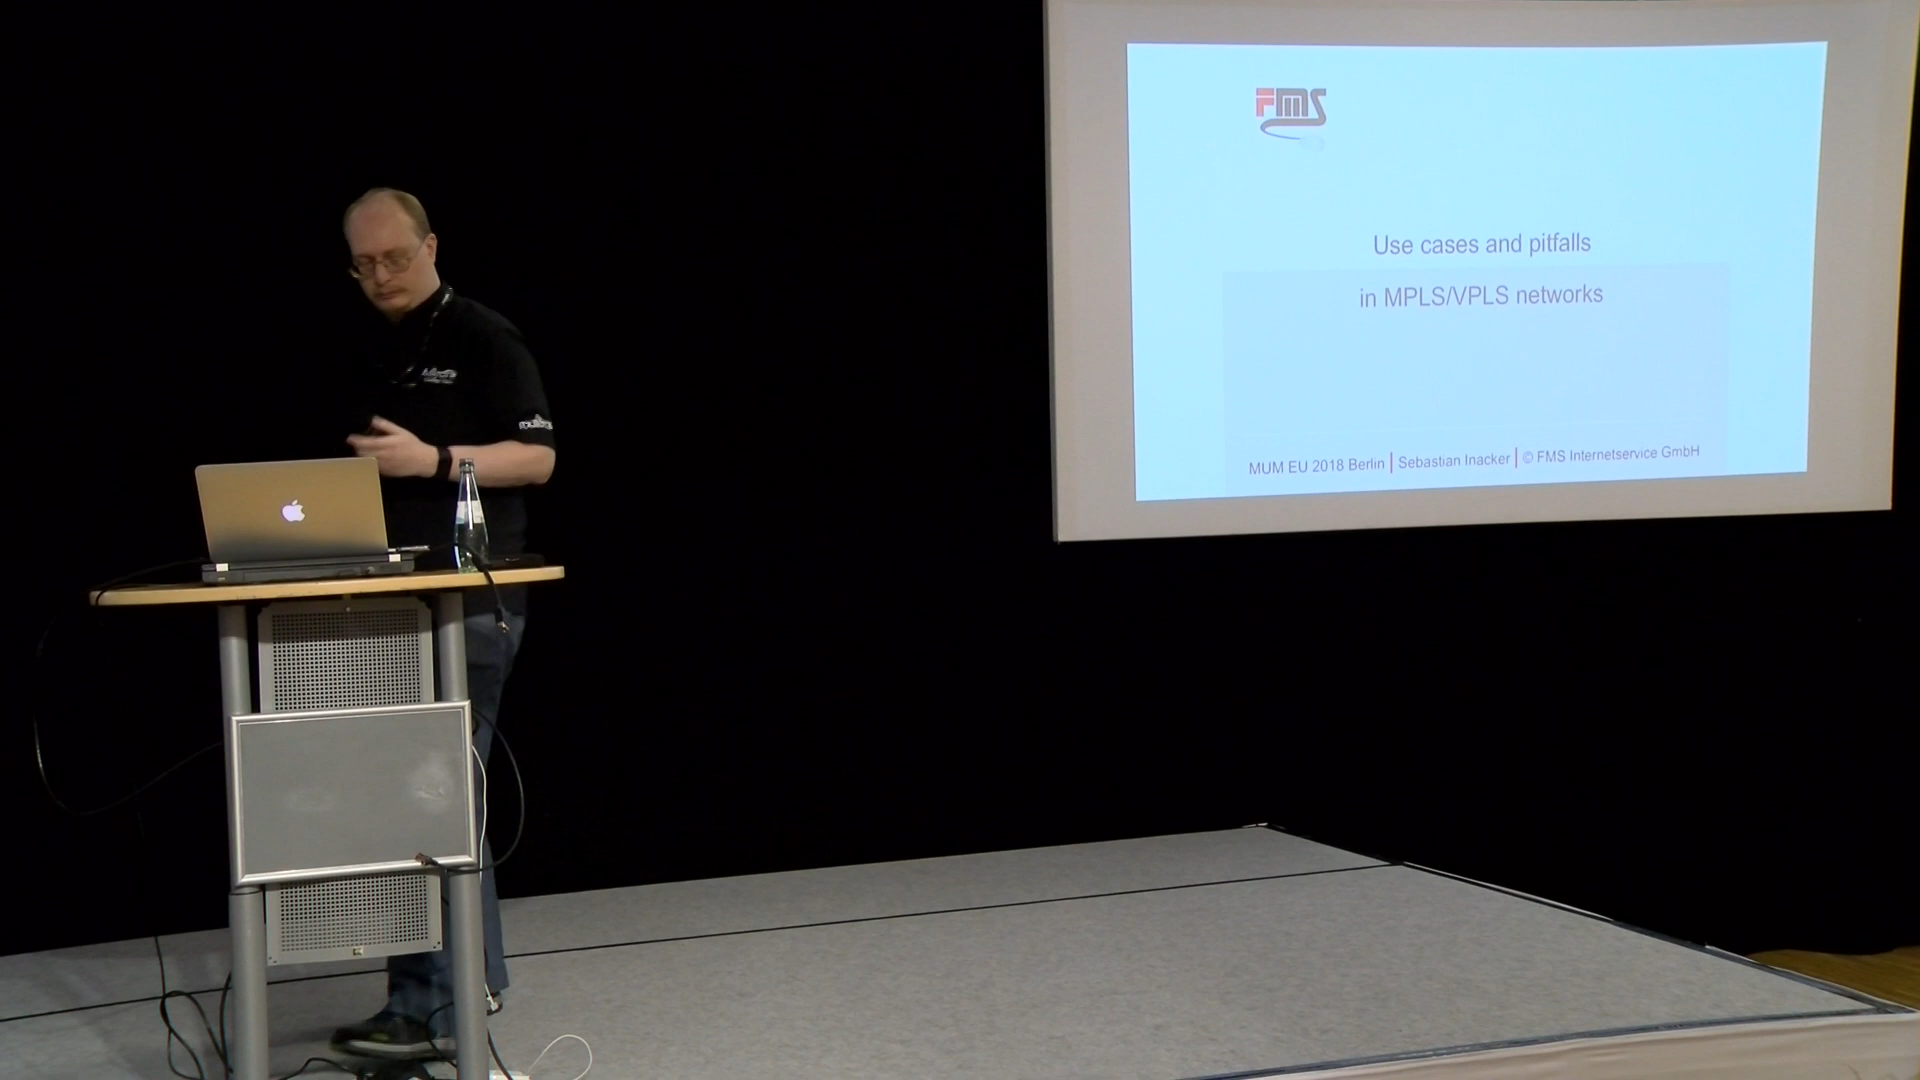 FMS
Use cases and pitfalls
in MPLS/VPLS networks
MUM EU 2018 Berlin | Sebastian Inacker | © FMS Internetservice GmbH